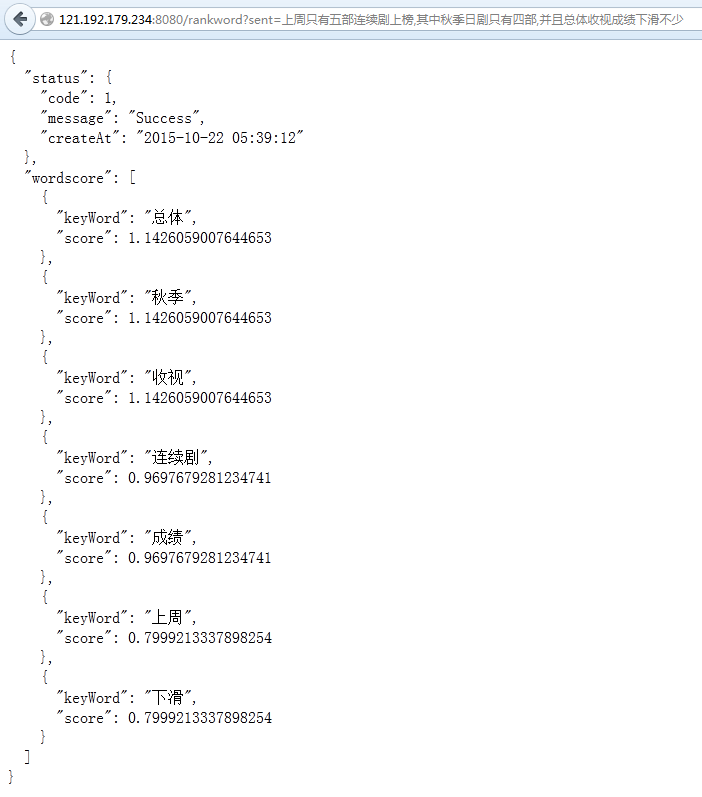 121.192.179.234:8080/rankword?sent=上周只有五部连续剧上榜,其中秋季日剧只有四部,并且总体收视成绩下滑不少
{
"status": {
"code": 1,
"message": "Success",
"createAt": "2015-10-22 05:39:12"
},
"wordscore": [
{
"keyWord": "总体",
"score": 1.1426059007644653
},
{
"keyWord": "秋季",
"score": 1.1426059007644653
},
{
"keyWord": "收视",
"score": 1.1426059007644653
},
{
"keyWord": "连续剧",
"score": 0.9697679281234741
},
{
"keyWord": "成绩",
"score": 0.9697679281234741
},
{
"keyWord": "上周",
"score": 0.7999213337898254
},
{
"keyWord": "下滑",
"score": 0.7999213337898254
}
]
}